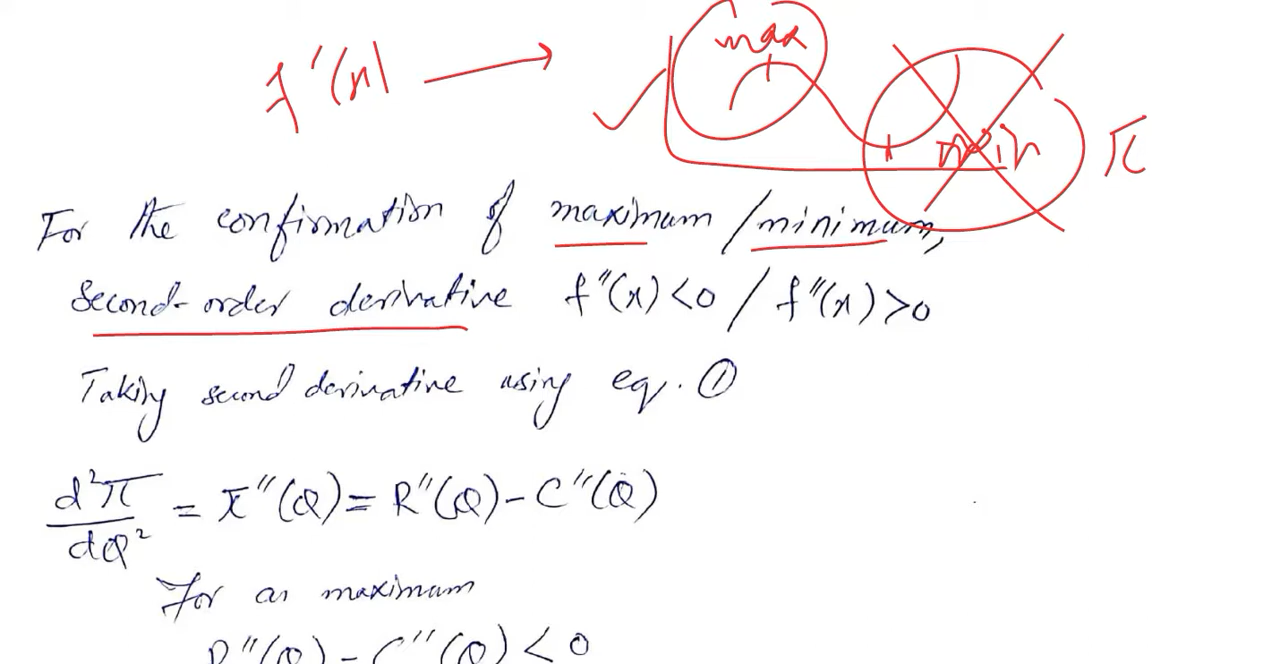 f'(x) max
min π
For the confirmation of maximum / minimum,
second-order derivative f''(x) < 0 / f''(x) > 0
Taking second derivative using eq. ①
d²π/dQ² = π''(Q) = R''(Q) - C''(Q)
For an maximum
R''(Q) - C''(Q) < 0